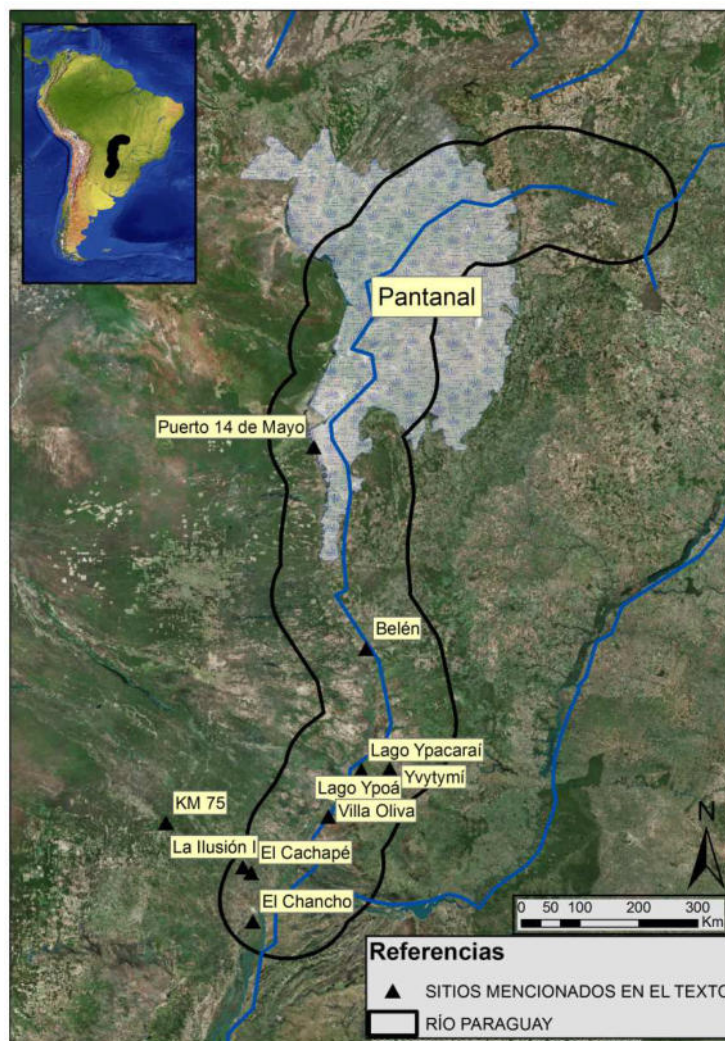 Pantanal
Puerto 14 de Mayo
Belén
Lago Ypacaraí
Yvytymí
Lago Ypoá
Villa Oliva
KM 75
La Ilusión I
El Cachapé
El Chancho
N
0 50 100 200 300
Km
Referencias
SITIOS MENCIONADOS EN EL TEXTO
RÍO PARAGUAY